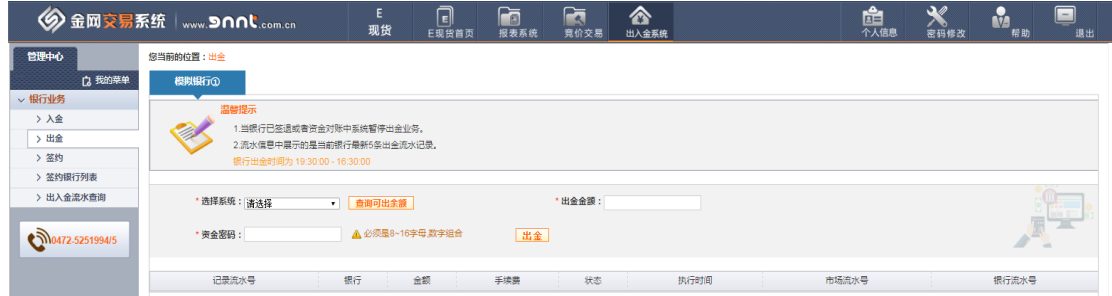 金网交易系统 www.ɘnnt.com.cn
E现货 E现货首页 报表系统 竞价交易 出入金系统 个人信息 密码修改 帮助 退出
管理中心
我的菜单
银行业务
入金
出金
签约
签约银行列表
出入金流水查询
0472-5251994/5
您当前的位置：出金
模拟银行①
温馨提示
1.当银行已签退或者资金对账中系统暂停出金业务。
2.流水信息中展示的是当前银行最新5条出金流水记录。
银行出金时间为 19:30:00 - 16:30:00
* 选择系统： 请选择 查询可出金额 * 出金金额：
* 资金密码： 必须是8~16字母,数字组合 出金
记录流水号 银行 金额 手续费 状态 执行时间 市场流水号 银行流水号